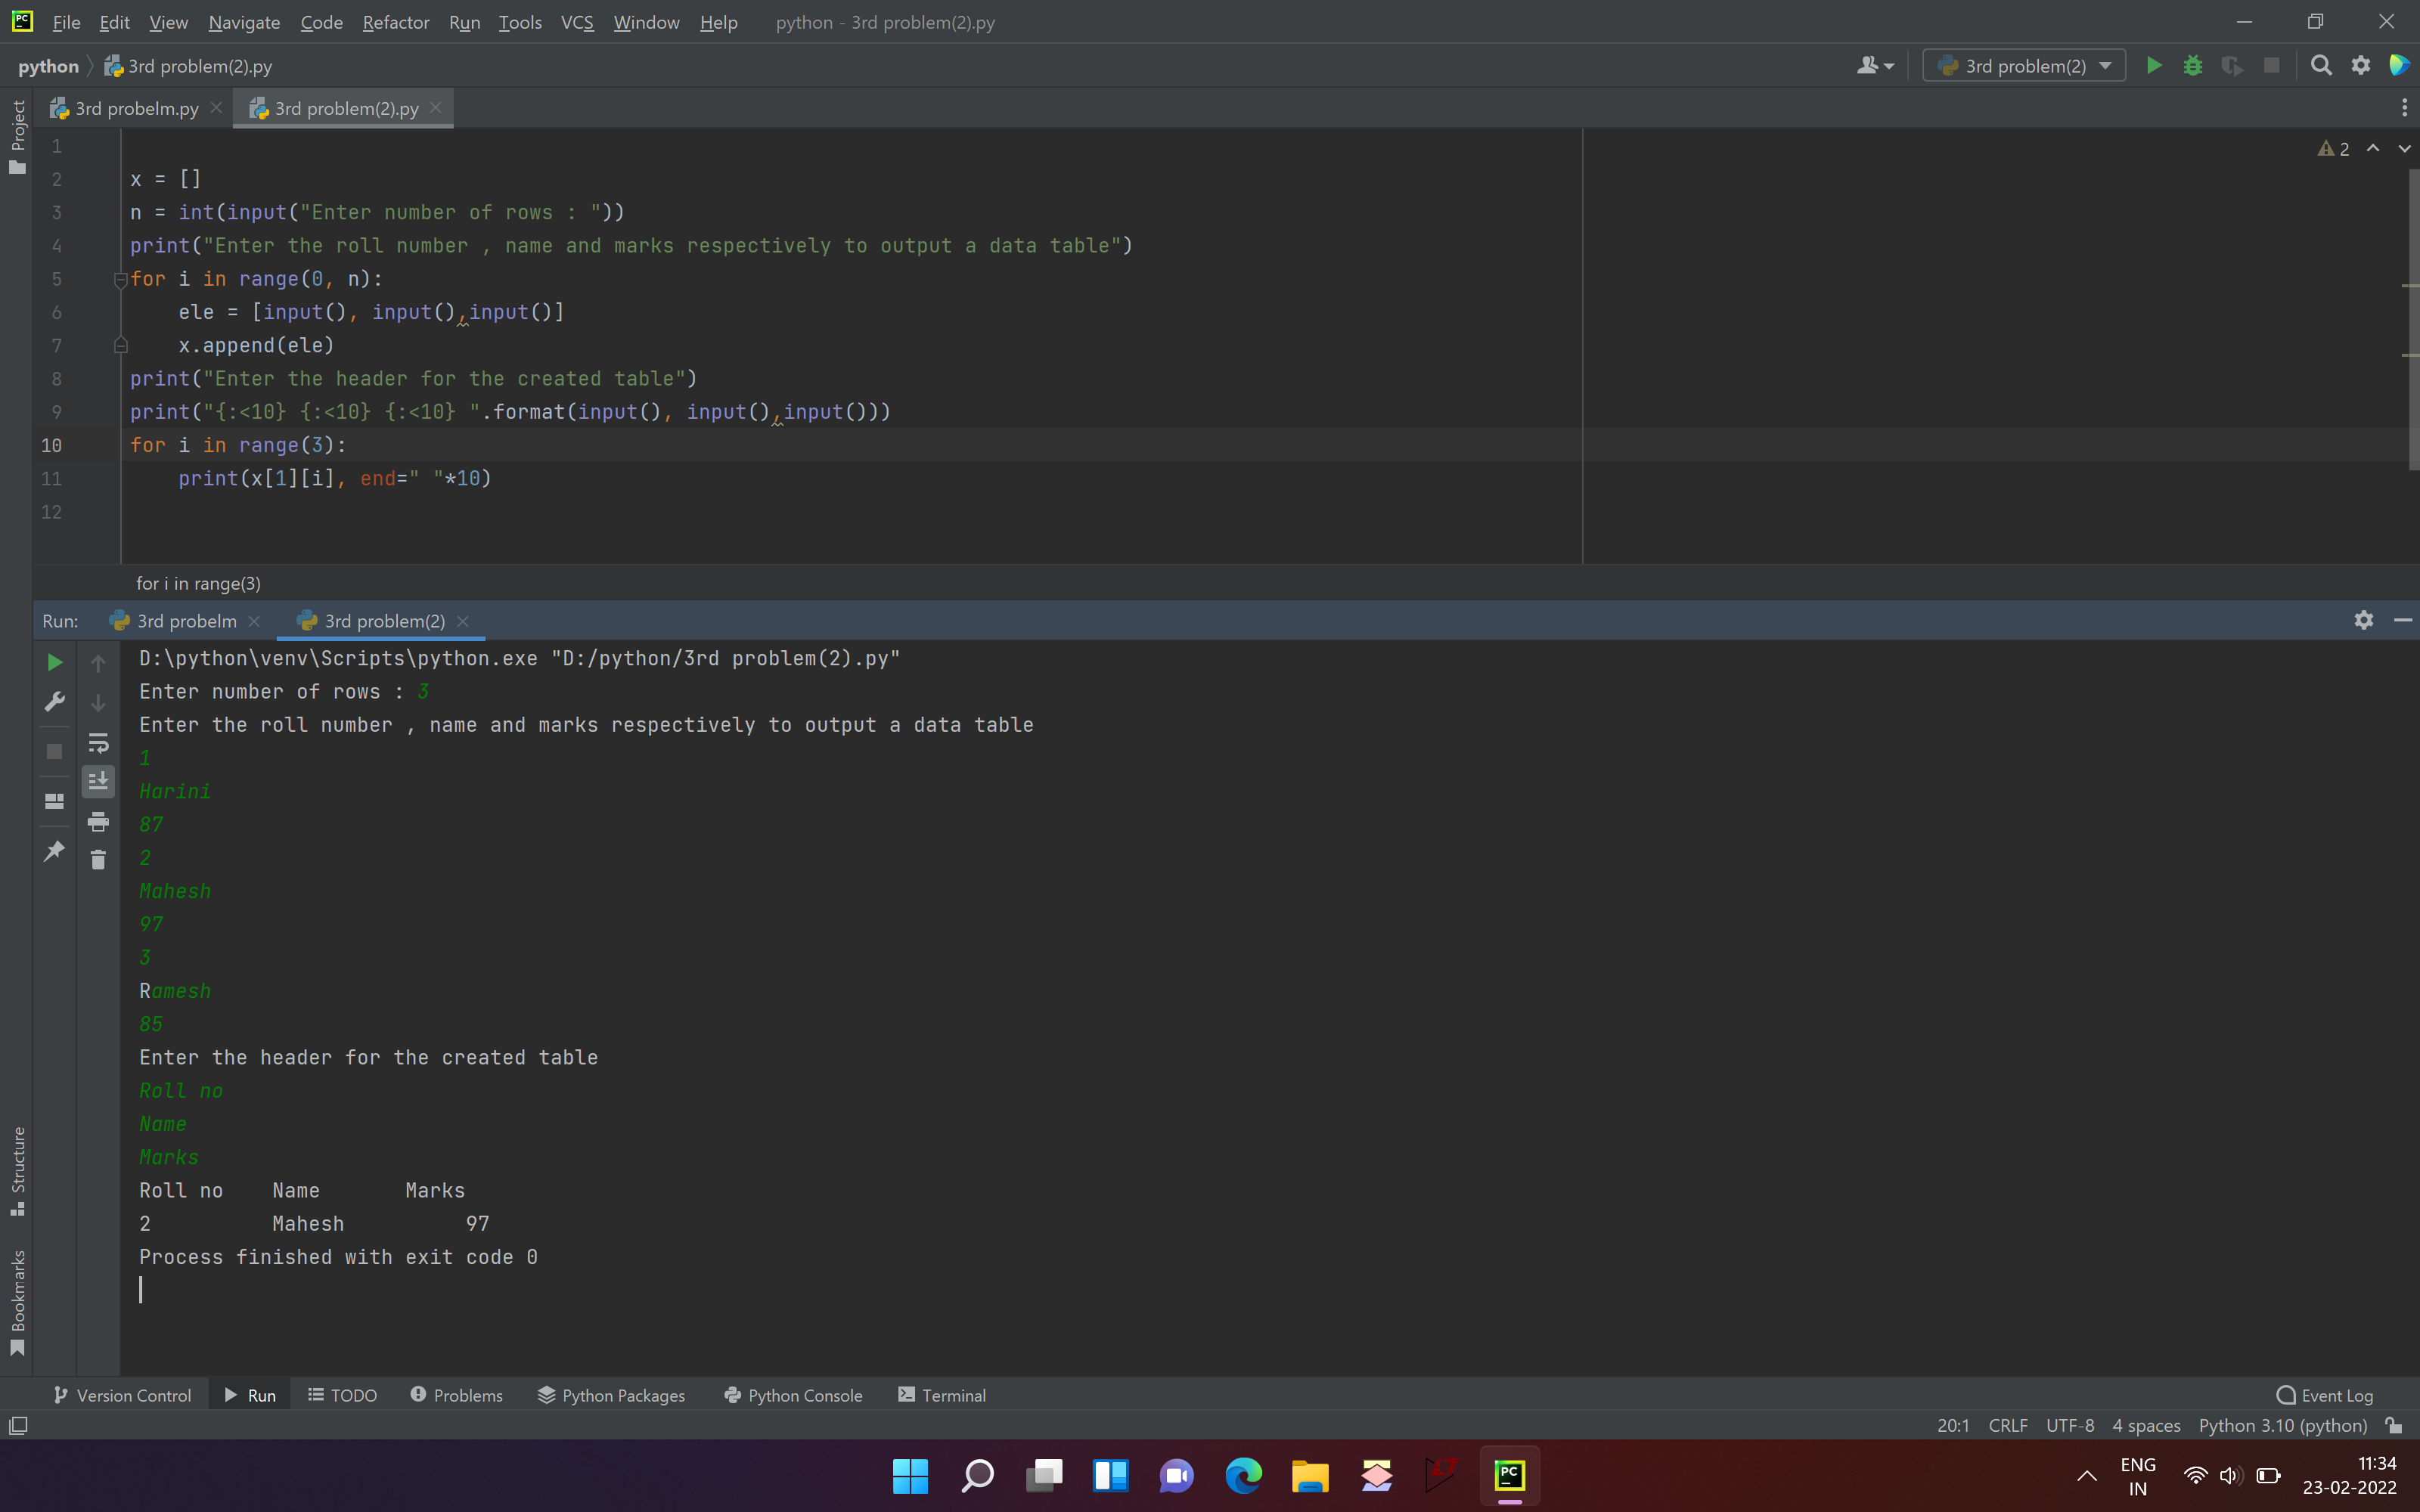 File Edit View Navigate Code Refactor Run Tools VCS Window Help python - 3rd problem(2).py
python 3rd problem(2).py 3rd problem(2)
3rd probelm.py 3rd problem(2).py
Project
2
1
2 x = []
3 n = int(input("Enter number of rows : "))
4 print("Enter the roll number , name and marks respectively to output a data table")
5 for i in range(0, n):
6 ele = [input(), input(),input()]
7 x.append(ele)
8 print("Enter the header for the created table")
9 print("{:<10} {:<10} {:<10} ".format(input(), input(),input()))
10 for i in range(3):
11 print(x[1][i], end=" "*10)
12
for i in range(3)
Run: 3rd probelm 3rd problem(2)
D:\python\venv\Scripts\python.exe "D:/python/3rd problem(2).py"
Enter number of rows : 3
Enter the roll number , name and marks respectively to output a data table
1
Harini
87
2
Mahesh
97
3
Ramesh
85
Enter the header for the created table
Roll no
Name
Marks
Roll no Name Marks
2 Mahesh 97
Process finished with exit code 0
Structure
Bookmarks
Version Control Run TODO Problems Python Packages Python Console Terminal Event Log
20:1 CRLF UTF-8 4 spaces Python 3.10 (python)
PC
ENG
IN
11:34
23-02-2022